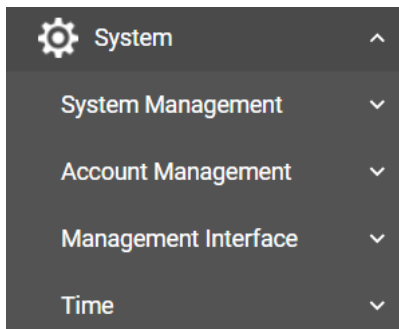 System
System Management
Account Management
Management Interface
Time